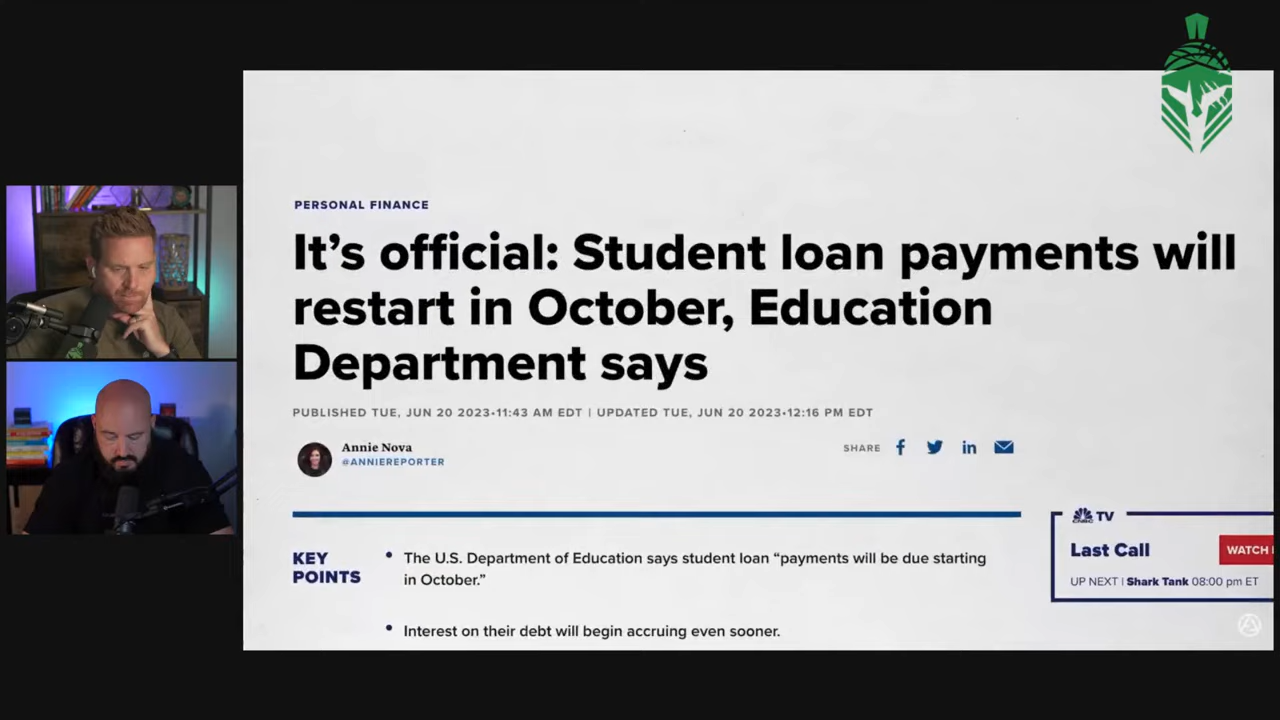 PERSONAL FINANCE
It’s official: Student loan payments will
restart in October, Education
Department says
PUBLISHED TUE, JUN 20 2023•11:43 AM EDT | UPDATED TUE, JUN 20 2023•12:16 PM EDT
Annie Nova
@ANNIEREPORTER
SHARE
KEY
POINTS
• The U.S. Department of Education says student loan “payments will be due starting
in October.”
• Interest on their debt will begin accruing even sooner.
TV
Last Call
WATCH
UP NEXT | Shark Tank 08:00 pm ET